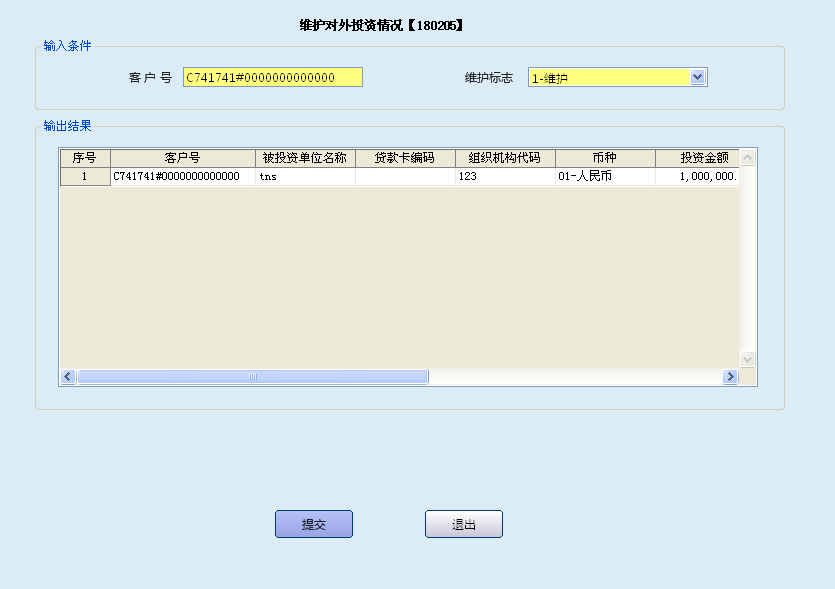 维护对外投资情况【180205】
输入条件
客 户 号 C741741#0000000000000 维护标志 1-维护
输出结果
序号 客户号 被投资单位名称 贷款卡编码 组织机构代码 币种 投资金额
1 C741741#0000000000000 tns 123 01-人民币 1,000,000.
提交 退出